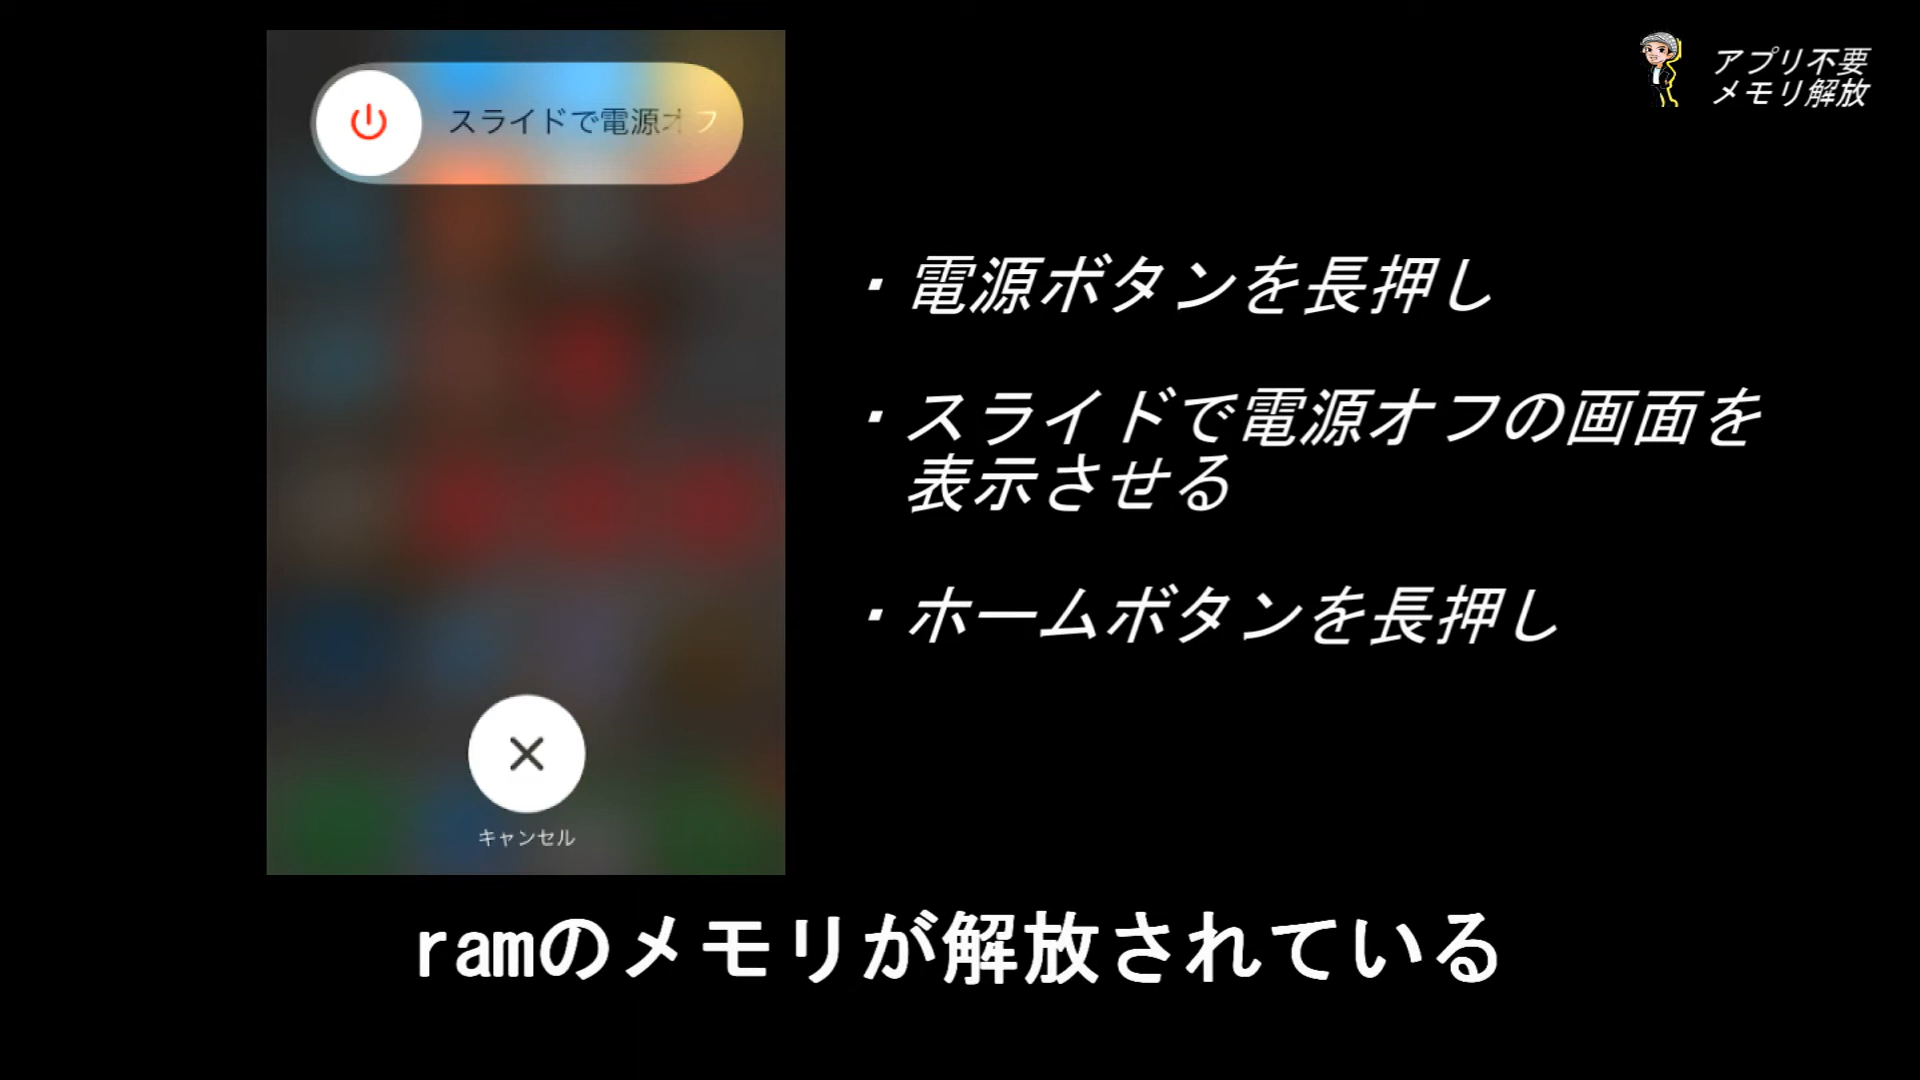 スライドで電源オフ
アプリ不要
メモリ解放
・電源ボタンを長押し
・スライドで電源オフの画面を
表示させる
・ホームボタンを長押し
キャンセル
ramのメモリが解放されている